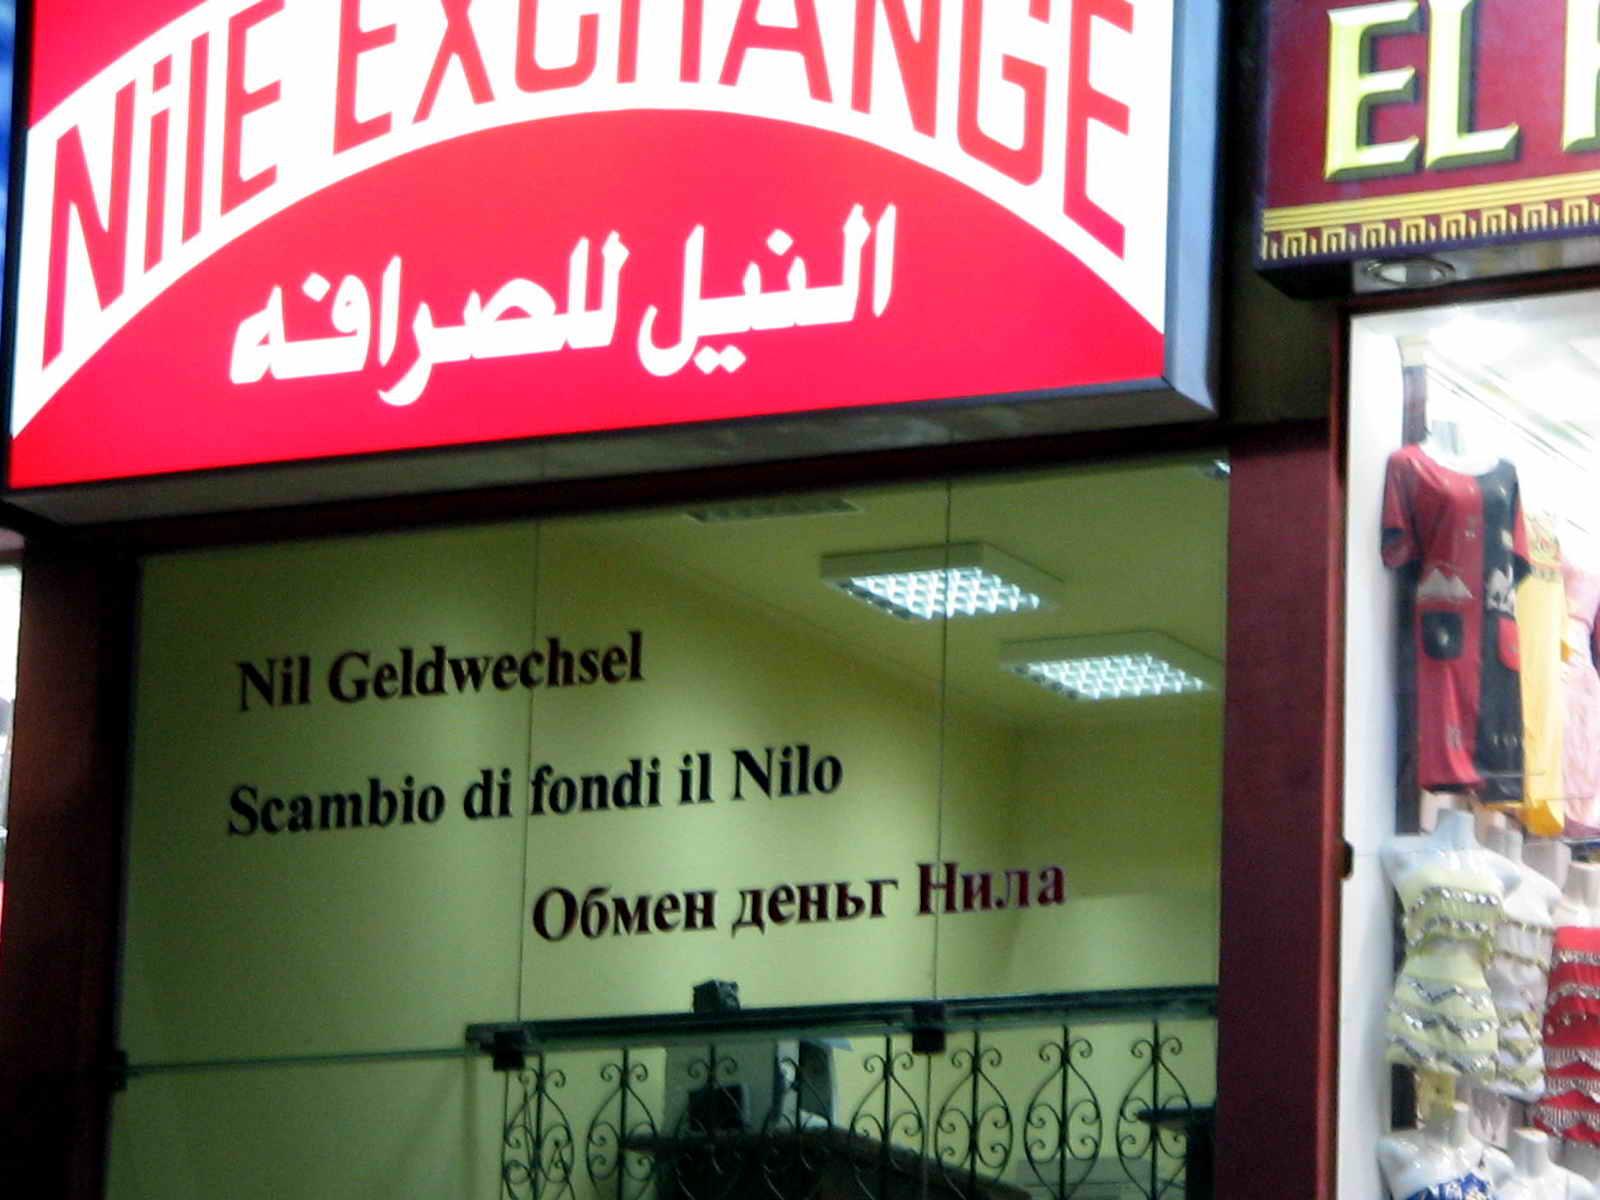 NilE EXCHANGE
النيل للصرافه
EL
Nil Geldwechsel
Scambio di fondi il Nilo
Обмен деньг Нила